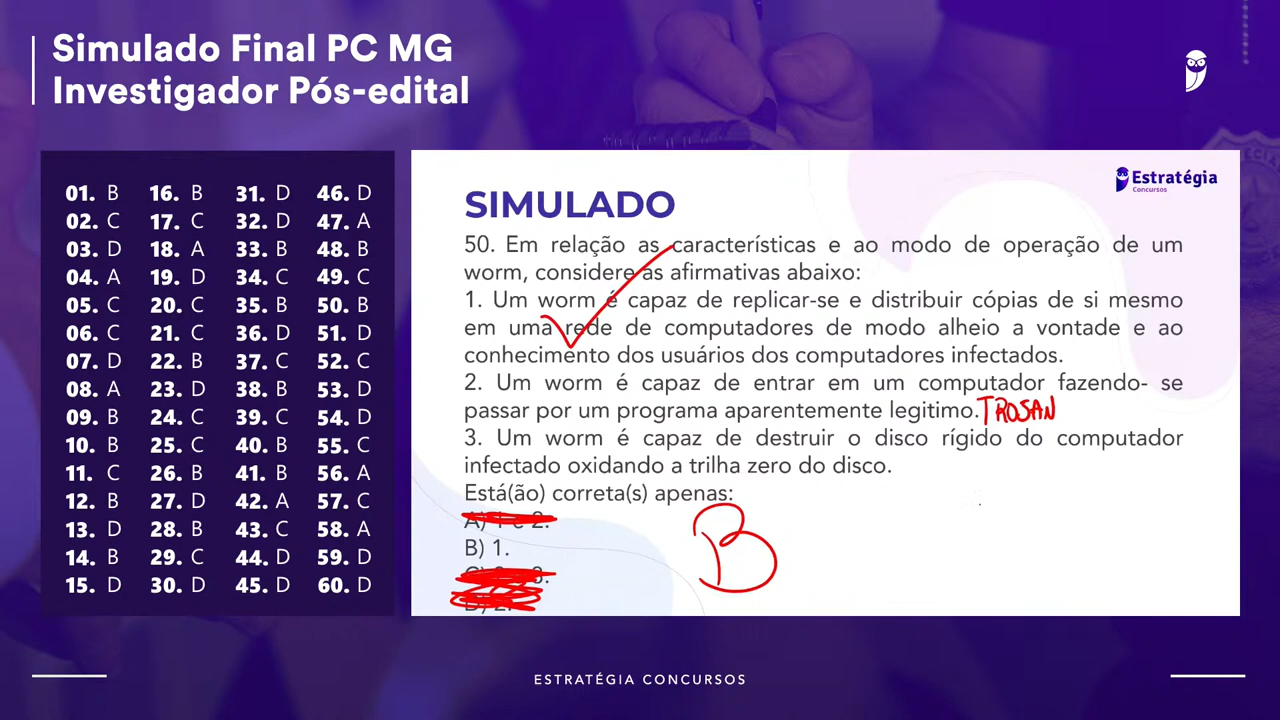 Simulado Final PC MG
Investigador Pós-edital
01. B 16. B 31. D 46. D
02. C 17. C 32. D 47. A
03. D 18. A 33. B 48. B
04. A 19. D 34. C 49. C
05. C 20. C 35. B 50. B
06. C 21. C 36. D 51. D
07. D 22. B 37. C 52. C
08. A 23. D 38. B 53. D
09. B 24. C 39. C 54. D
10. B 25. C 40. B 55. C
11. C 26. B 41. B 56. A
12. B 27. D 42. A 57. C
13. D 28. B 43. C 58. A
14. B 29. C 44. D 59. D
15. D 30. D 45. D 60. D
Estratégia
Concursos
SIMULADO
50. Em relação as características e ao modo de operação de um
worm, considere as afirmativas abaixo:
1. Um worm é capaz de replicar-se e distribuir cópias de si mesmo
em uma rede de computadores de modo alheio a vontade e ao
conhecimento dos usuários dos computadores infectados.
2. Um worm é capaz de entrar em um computador fazendo- se
passar por um programa aparentemente legitimo. TROSAN
3. Um worm é capaz de destruir o disco rígido do computador
infectado oxidando a trilha zero do disco.
Está(ão) correta(s) apenas:
A) 1 e 2.
B) 1.
B
D) 2.
ESTRATÉGIA CONCURSOS